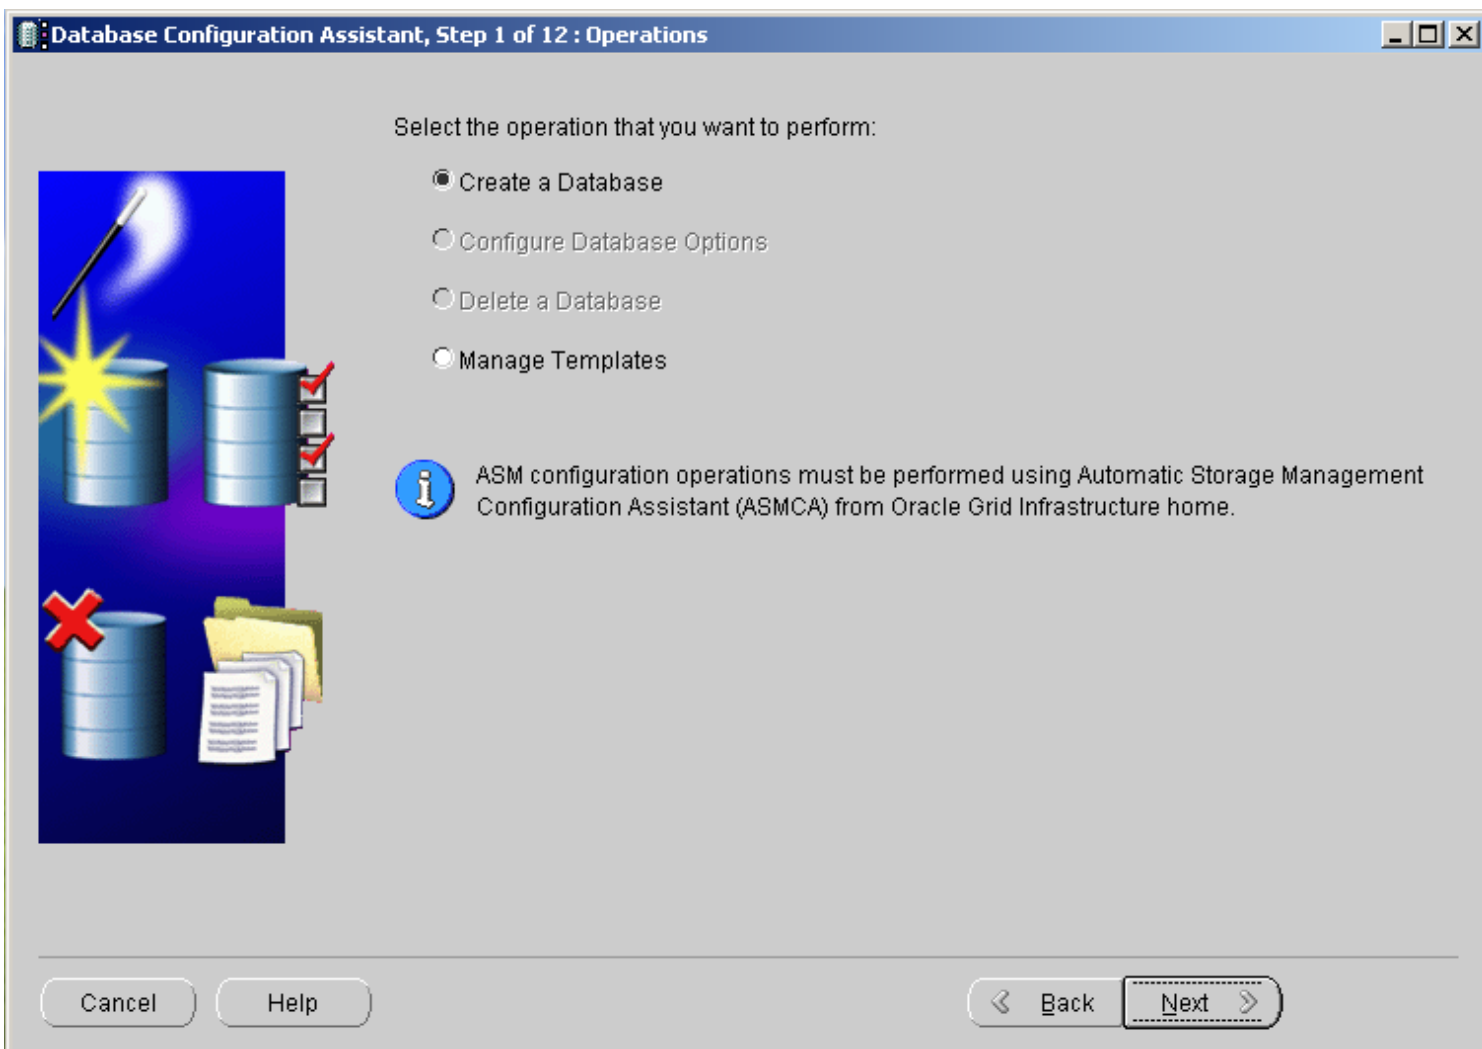 Database Configuration Assistant, Step 1 of 12 : Operations
Select the operation that you want to perform:
Create a Database
Configure Database Options
Delete a Database
Manage Templates
ASM configuration operations must be performed using Automatic Storage Management
Configuration Assistant (ASMCA) from Oracle Grid Infrastructure home.
Cancel
Help
Back
Next